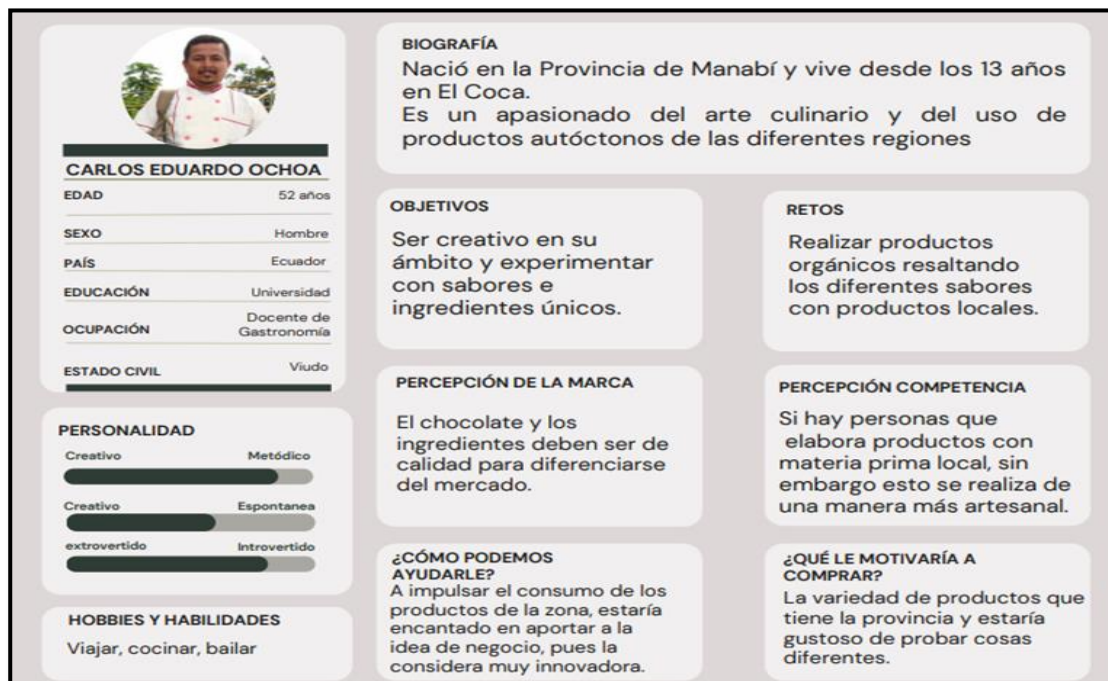 CARLOS EDUARDO OCHOA
EDAD 52 años
SEXO Hombre
PAÍS Ecuador
EDUCACIÓN Universidad
OCUPACIÓN Docente de
Gastronomía
ESTADO CIVIL Viudo
PERSONALIDAD
Creativo Metódico
Creativo Espontanea
extrovertido Introvertido
HOBBIES Y HABILIDADES
Viajar, cocinar, bailar
BIOGRAFÍA
Nació en la Provincia de Manabí y vive desde los 13 años
en El Coca.
Es un apasionado del arte culinario y del uso de
productos autóctonos de las diferentes regiones
OBJETIVOS
Ser creativo en su
ámbito y experimentar
con sabores e
ingredientes únicos.
RETOS
Realizar productos
orgánicos resaltando
los diferentes sabores
con productos locales.
PERCEPCIÓN DE LA MARCA
El chocolate y los
ingredientes deben ser de
calidad para diferenciarse
del mercado.
PERCEPCIÓN COMPETENCIA
Si hay personas que
elabora productos con
materia prima local, sin
embargo esto se realiza de
una manera más artesanal.
¿CÓMO PODEMOS
AYUDARLE?
A impulsar el consumo de los
productos de la zona, estaría
encantado en aportar a la
idea de negocio, pues la
considera muy innovadora.
¿QUÉ LE MOTIVARÍA A
COMPRAR?
La variedad de productos que
tiene la provincia y estaría
gustoso de probar cosas
diferentes.